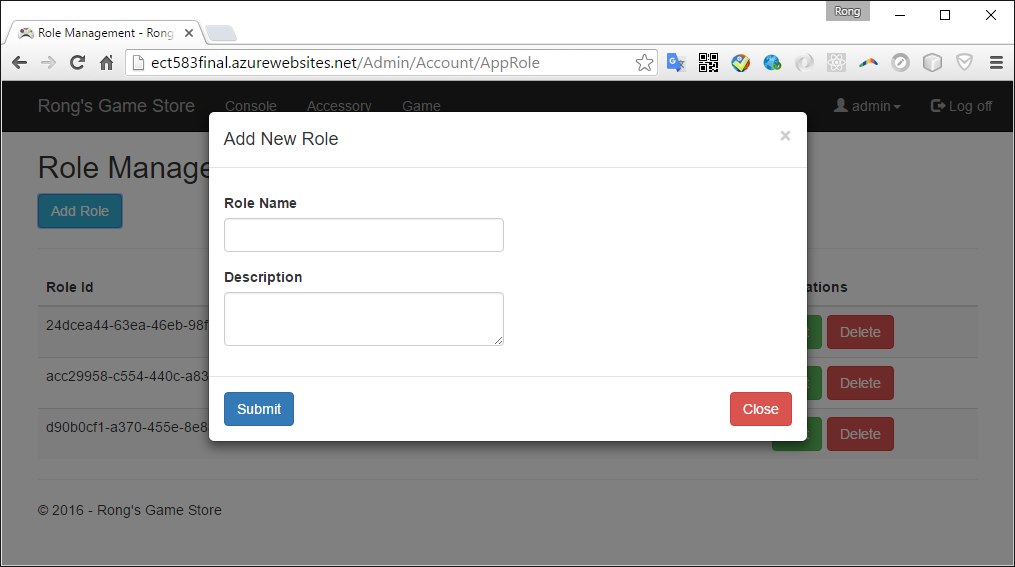 Rong
Role Management - Rong
ect583final.azurewebsites.net/Admin/Account/AppRole
Rong's Game Store Console Accessory Game admin Log off
Add New Role ×
Role Manage
Add Role
Role Name
Description
Role Id ations
24dcea44-63ea-46eb-98f Delete
acc29958-c554-440c-a83 Delete
d90b0cf1-a370-455e-8e8 Delete
Submit Close
© 2016 - Rong's Game Store